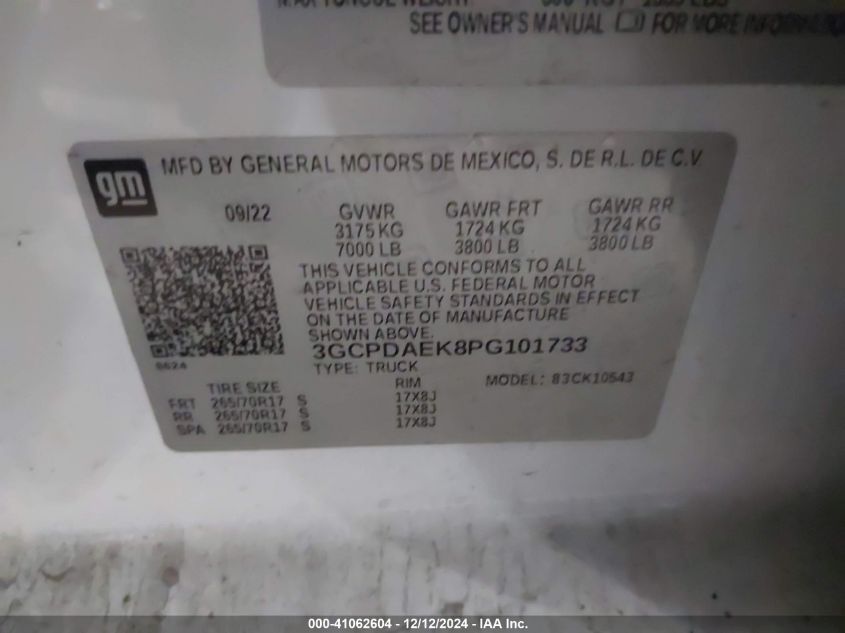 MAX TONGUE WEIGHT
SEE OWNER'S MANUAL FOR MORE INFORMATION
gm
MFD BY GENERAL MOTORS DE MEXICO, S. DE R.L. DE C.V.
09/22 GVWR GAWR FRT GAWR RR
3175 KG 1724 KG 1724 KG
7000 LB 3800 LB 3800 LB
THIS VEHICLE CONFORMS TO ALL
APPLICABLE U.S. FEDERAL MOTOR
VEHICLE SAFETY STANDARDS IN EFFECT
ON THE DATE OF MANUFACTURE
SHOWN ABOVE.
3GCPDAEK8PG101733
8624 TYPE: TRUCK MODEL: 83CK10543
TIRE SIZE RIM
FRT 265/70R17 S 17X8J
RR 265/70R17 S 17X8J
SPA 265/70R17 S 17X8J
000-41062604 - 12/12/2024 - IAA Inc.